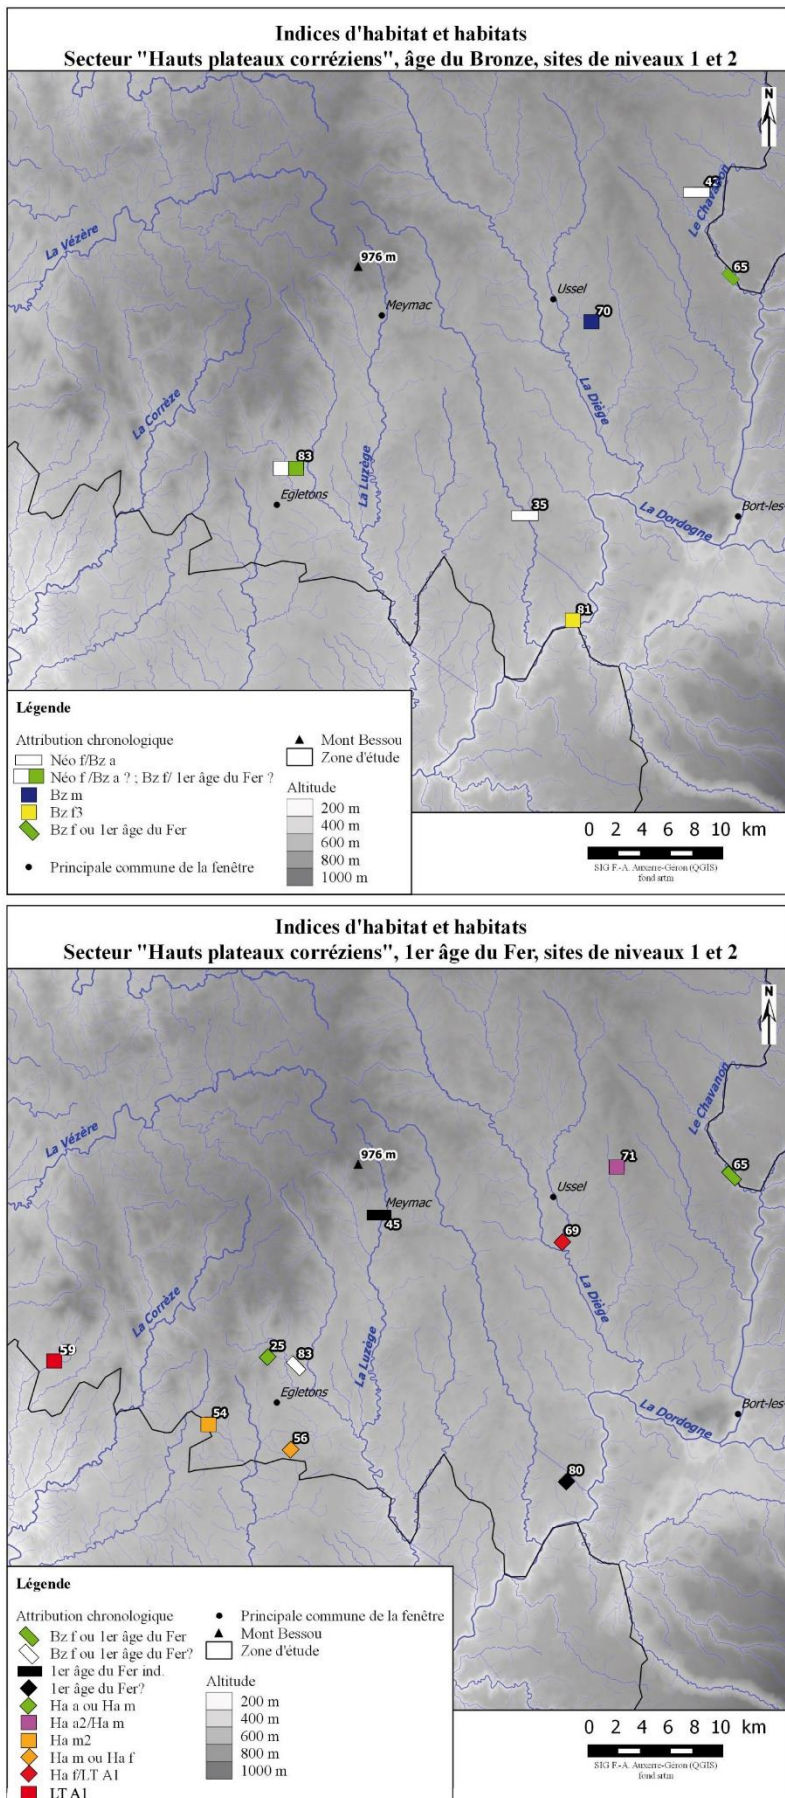 Indices d'habitat et habitats
Secteur "Hauts plateaux corréziens", âge du Bronze, sites de niveaux 1 et 2
N
La Vézère
976 m
Meymac
Ussel
70
Le Chavanon
65
La Corrèze
La Diège
83
Egletons
La Luzège
35
La Dordogne
Bort-les-
81
Légende
Attribution chronologique
Néo f/Bz a
Néo f /Bz a ? ; Bz f/ 1er âge du Fer ?
Bz m
Bz f3
Bz f ou 1er âge du Fer
Principale commune de la fenêtre
Mont Bessou
Zone d'étude
Altitude
200 m
400 m
600 m
800 m
1000 m
0 2 4 6 8 10 km
SIG F.-A. Auxerre-Géron (QGIS)
fond srtm
Indices d'habitat et habitats
Secteur "Hauts plateaux corréziens", 1er âge du Fer, sites de niveaux 1 et 2
N
La Vézère
976 m
Meymac
45
Ussel
71
Le Chavanon
65
69
La Corrèze
La Diège
59
25
83
Egletons
La Luzège
54
56
La Dordogne
Bort-les-
80
Légende
Attribution chronologique
Bz f ou 1er âge du Fer
Bz f ou 1er âge du Fer?
1er âge du Fer ind.
1er âge du Fer?
Ha a ou Ha m
Ha a2/Ha m
Ha m2
Ha m ou Ha f
Ha f/LT A1
LT A1
Principale commune de la fenêtre
Mont Bessou
Zone d'étude
Altitude
200 m
400 m
600 m
800 m
1000 m
0 2 4 6 8 10 km
SIG F.-A. Auxerre-Géron (QGIS)
fond srtm